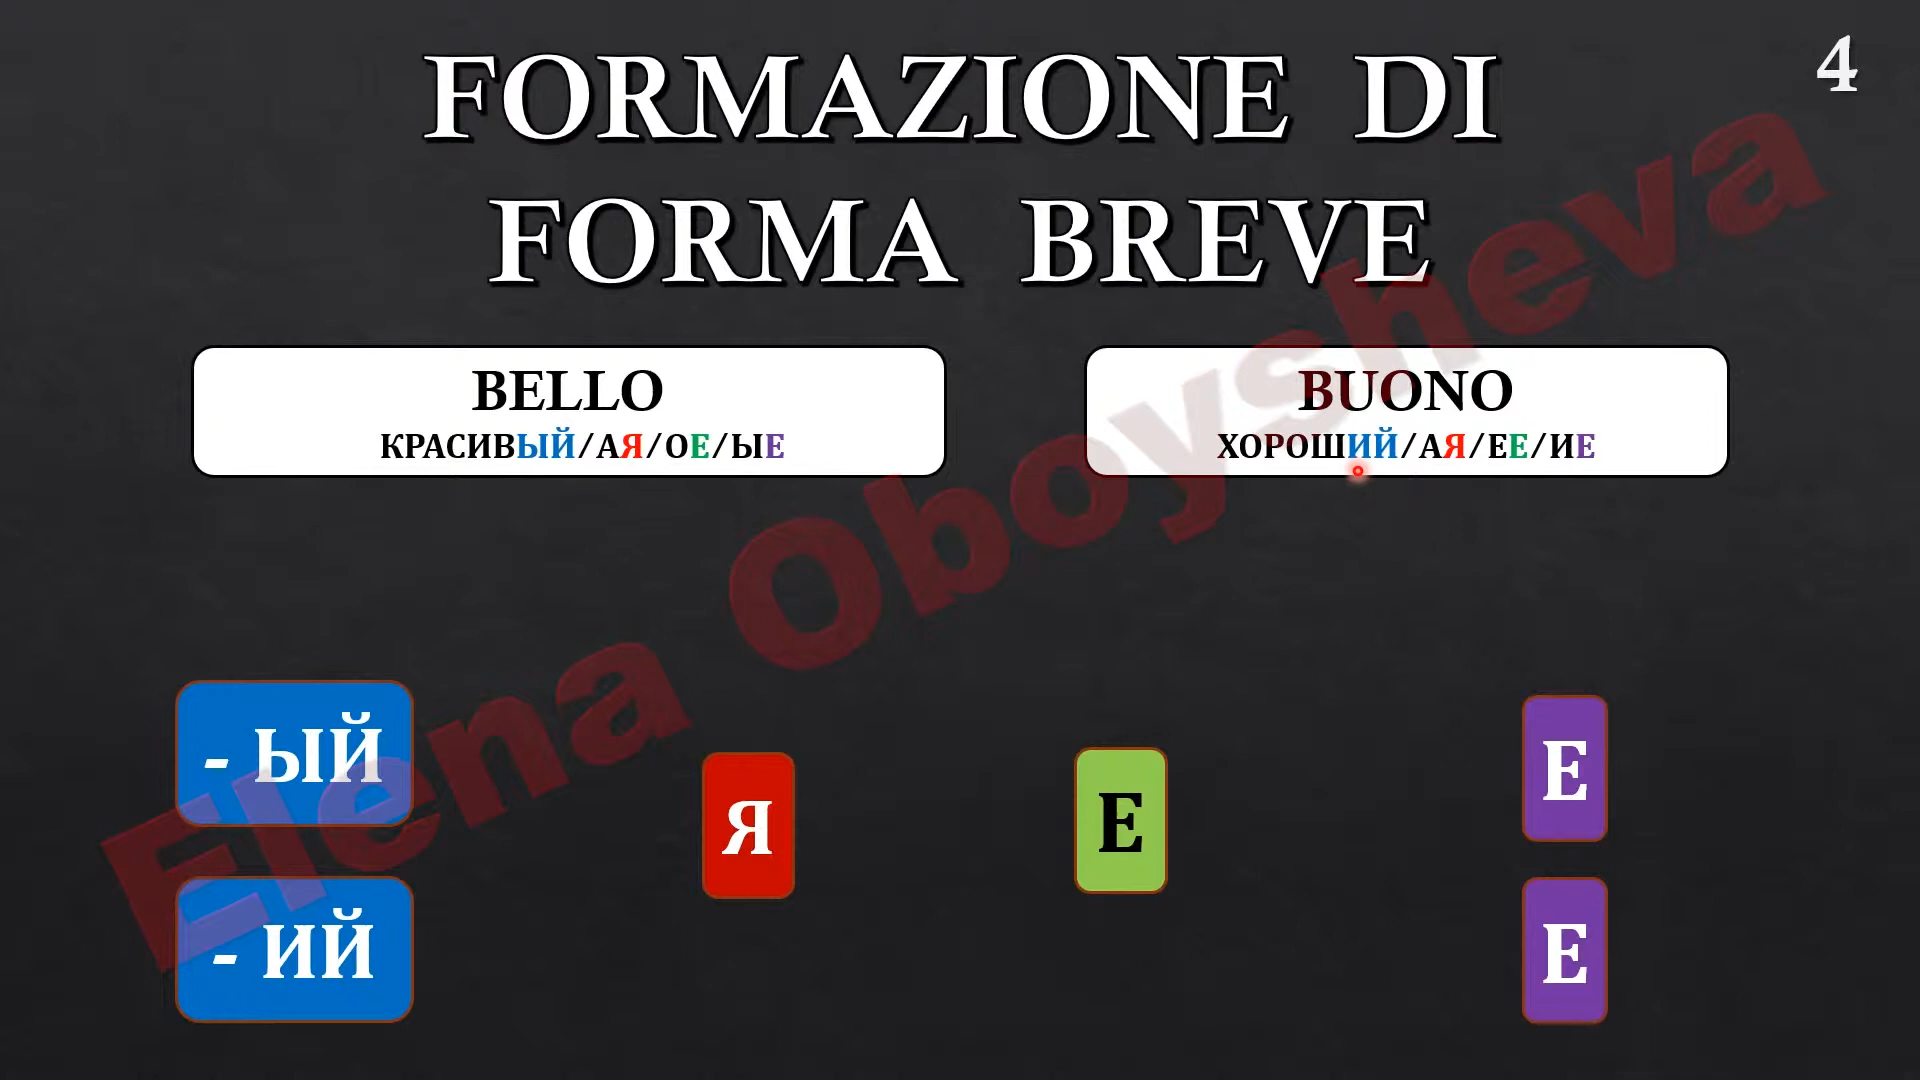 4
FORMAZIONE DI
FORMA BREVE
BELLO
КРАСИВЫЙ/АЯ/ОЕ/ЫЕ
BUONO
ХОРОШИЙ/АЯ/ЕЕ/ИЕ
- ЫЙ
- ИЙ
Я
Е
Е
Е
Elena Oboysheva